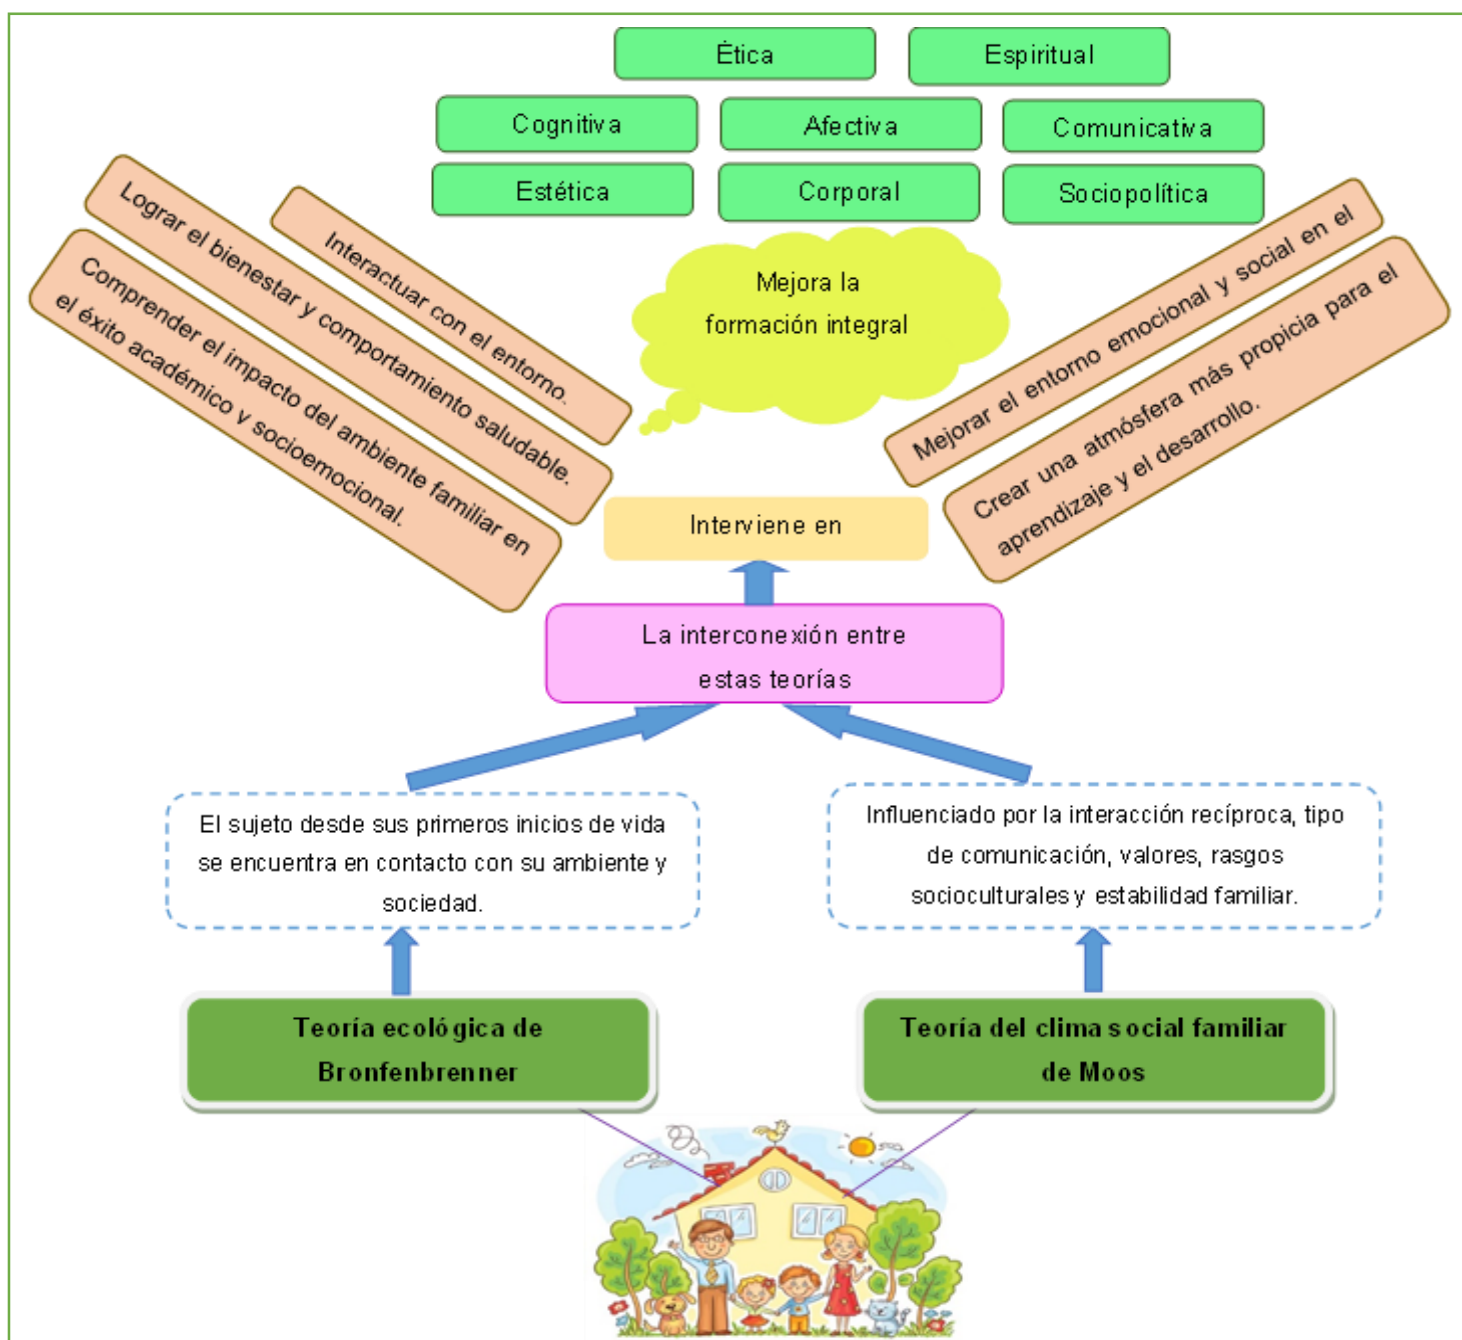 Ética
Espiritual
Cognitiva
Afectiva
Comunicativa
Estética
Corporal
Sociopolítica
Interactuar con el entorno.
Lograr el bienestar y comportamiento saludable.
Comprender el impacto del ambiente familiar en
el éxito académico y socioemocional.
Mejora la
formación integral
Mejorar el entorno emocional y social en el
Crear una atmósfera más propicia para el
aprendizaje y el desarrollo.
Interviene en
La interconexión entre
estas teorías
El sujeto desde sus primeros inicios de vida
se encuentra en contacto con su ambiente y
sociedad.
Influenciado por la interacción recíproca, tipo
de comunicación, valores, rasgos
socioculturales y estabilidad familiar.
Teoría ecológica de
Bronfenbrenner
Teoría del clima social familiar
de Moos